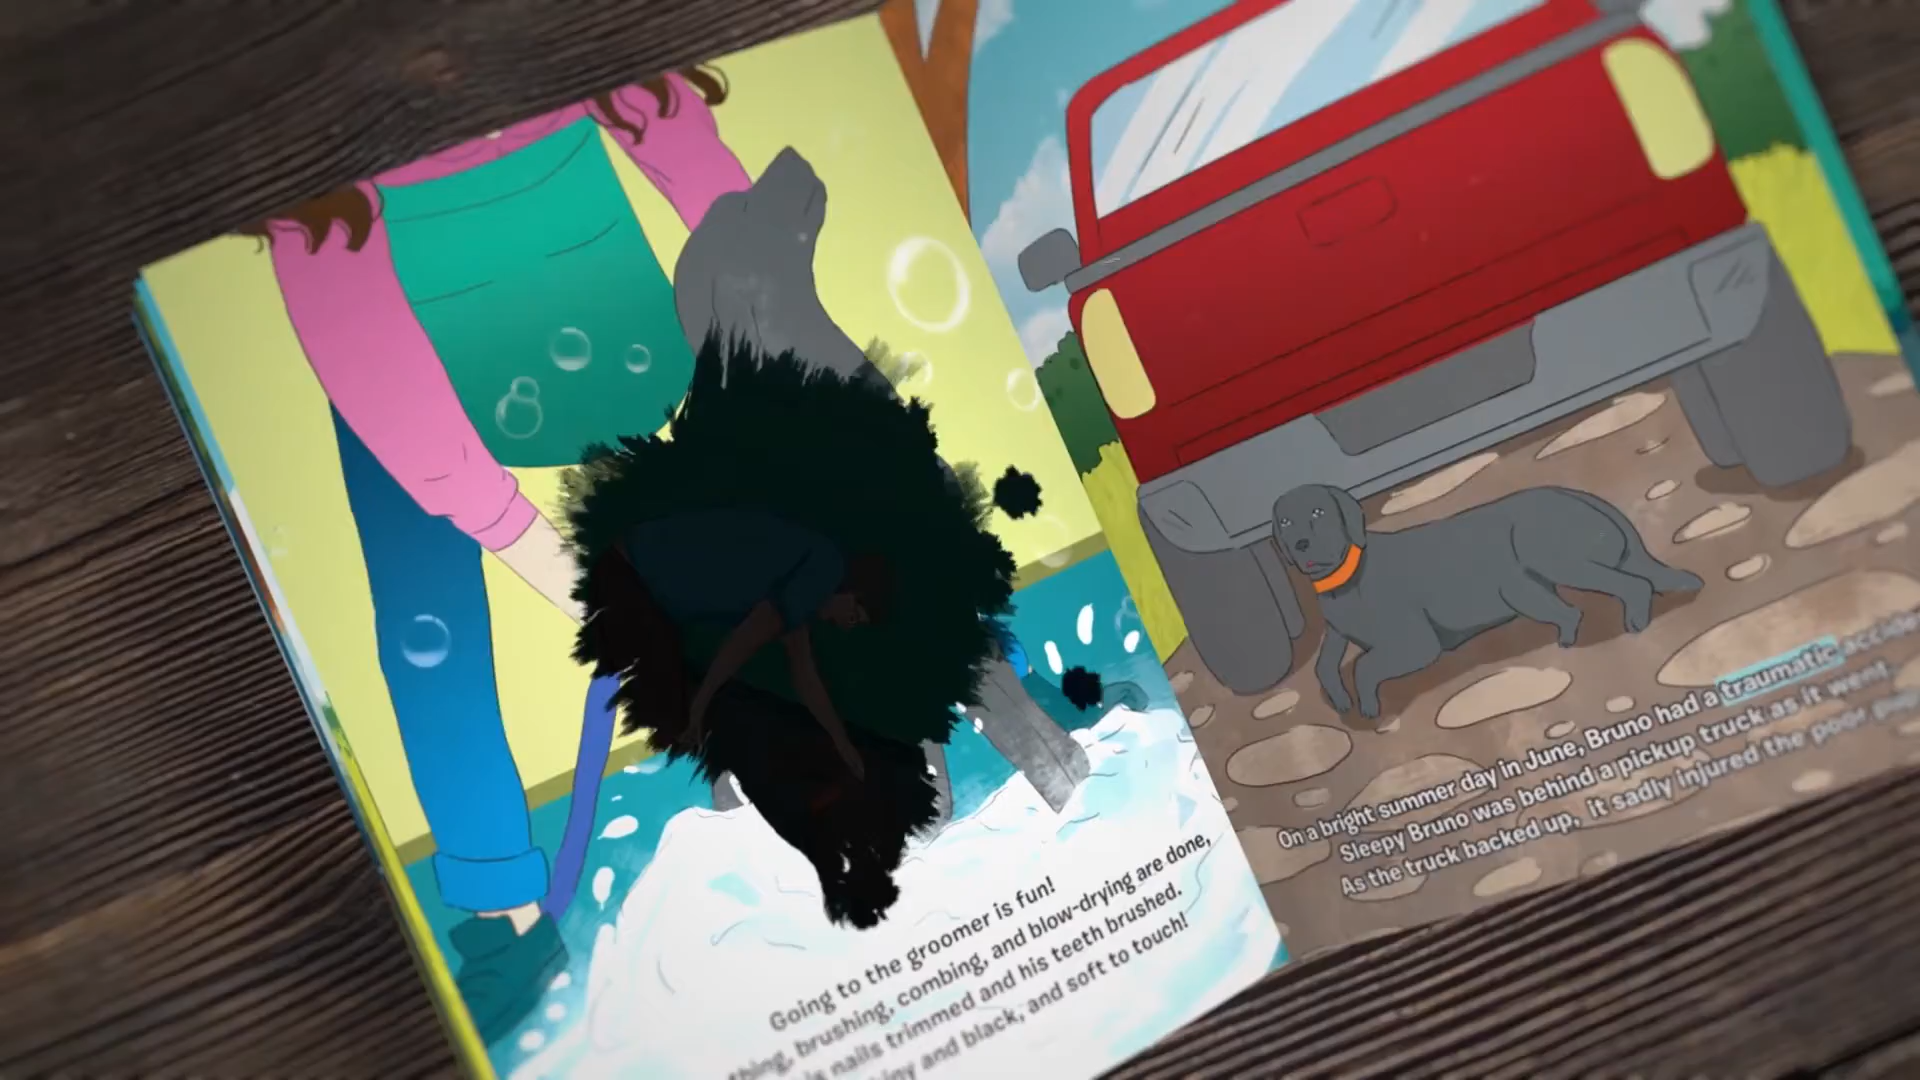 Going to the groomer is fun!
brushing, combing, and blow-drying are done,
nails trimmed and his teeth brushed.
and black, and soft to touch!
On a bright summer day in June, Bruno had a traumatic
Sleepy Bruno was behind a pickup truck as it went
As the truck backed up, it sadly injured the poor